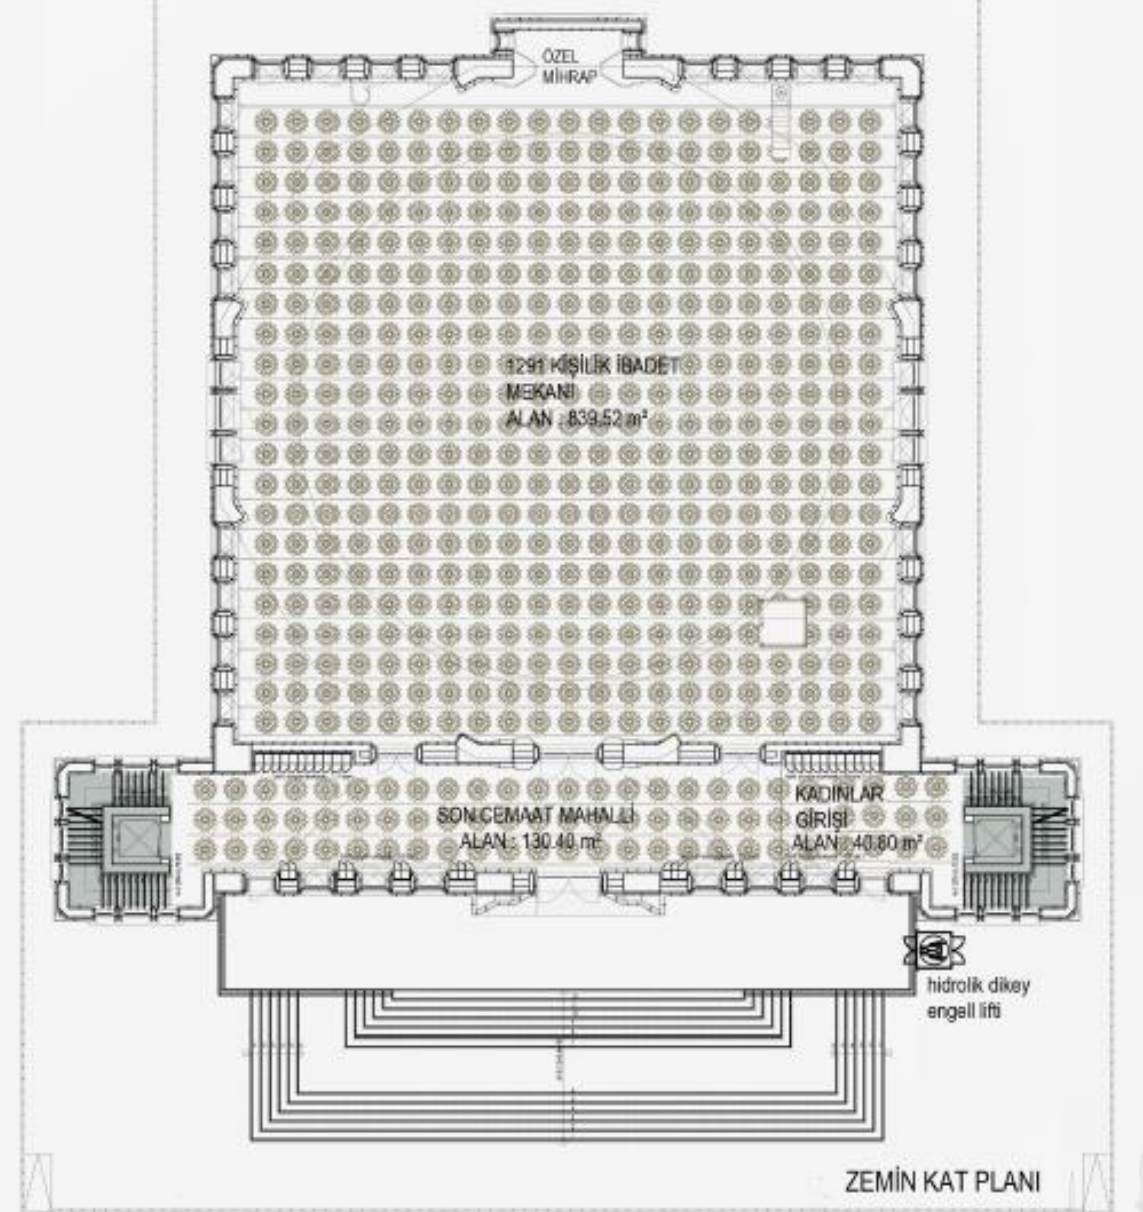 ÖZEL
MİHRAP
1291 KİŞİLİK İBADET
MEKANI
ALAN : 839,52 m²
SON CEMAAT MAHALLİ
ALAN : 130.40 m²
KADINLAR
GİRİŞİ
ALAN : 40.80 m²
hidrolik dikey
engell lifti
ZEMİN KAT PLANI